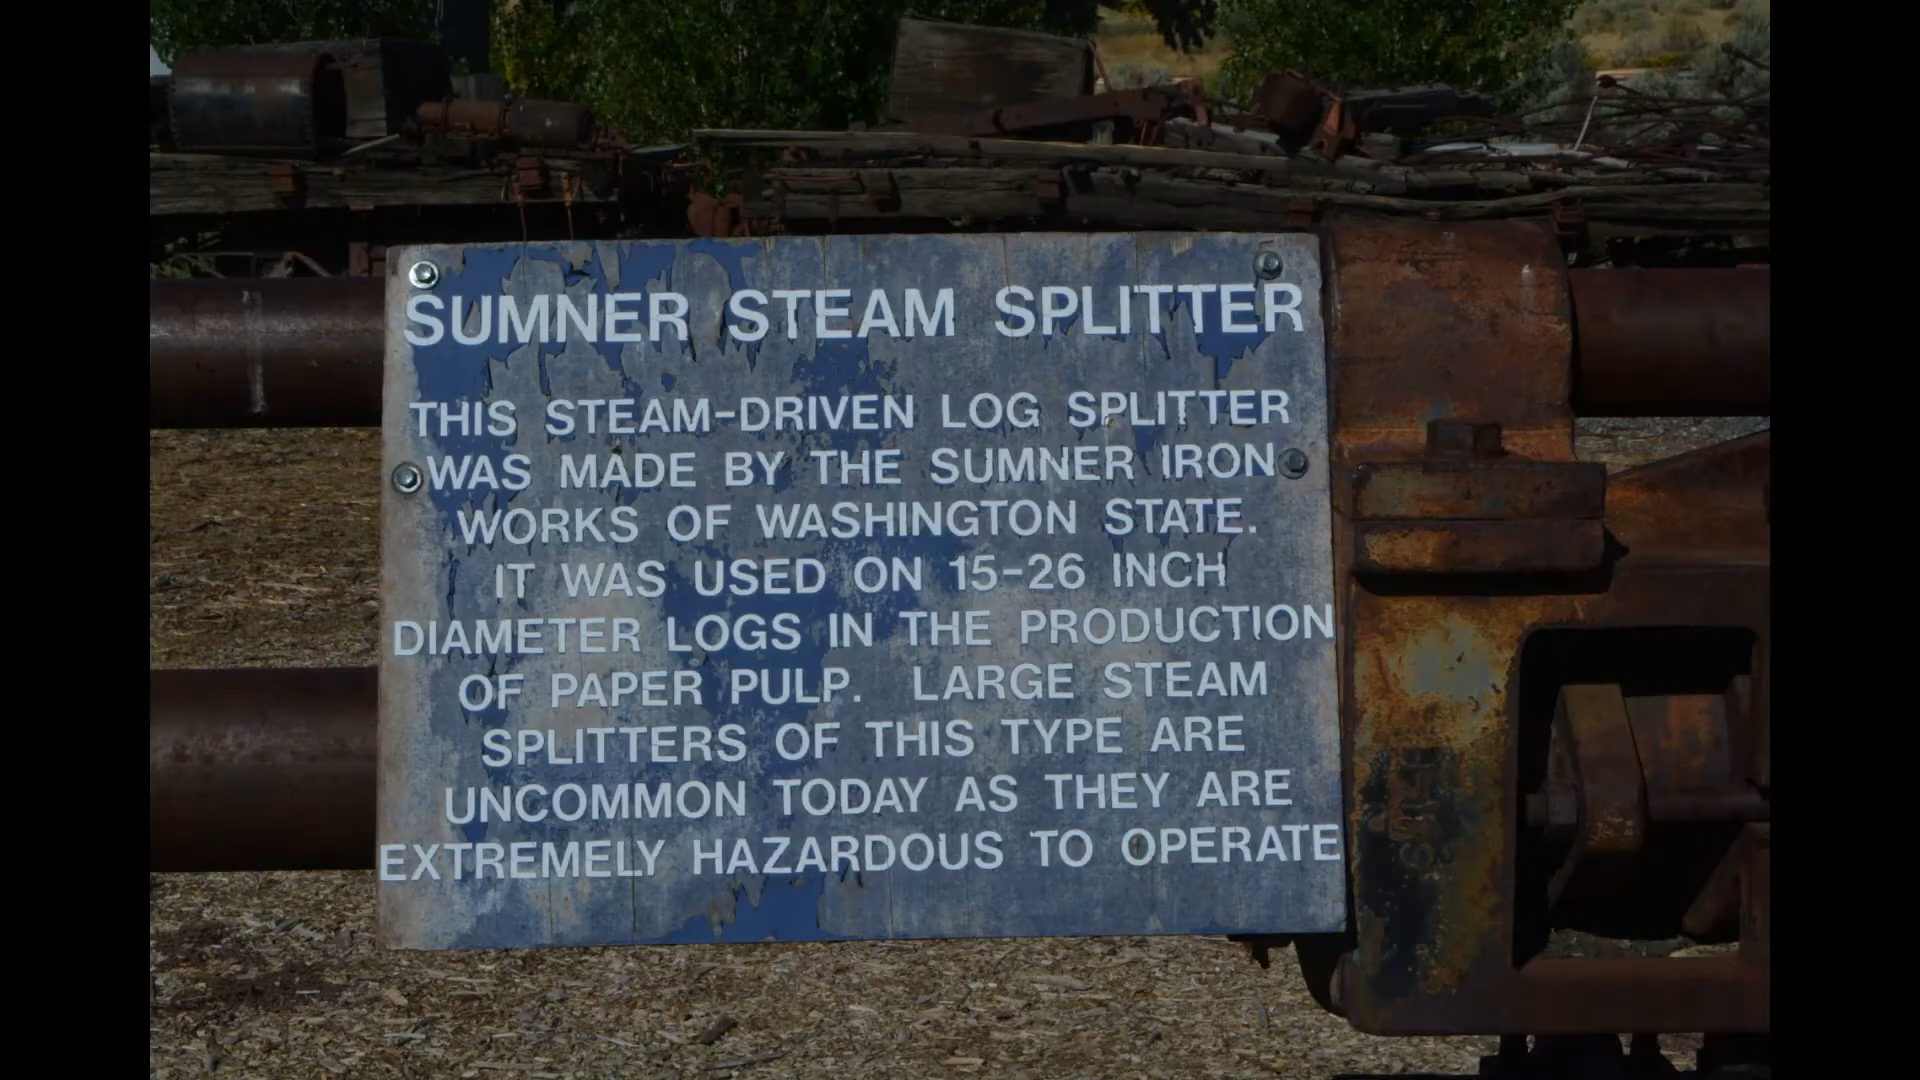 SUMNER STEAM SPLITTER
THIS STEAM-DRIVEN LOG SPLITTER
WAS MADE BY THE SUMNER IRON
WORKS OF WASHINGTON STATE.
IT WAS USED ON 15-26 INCH
DIAMETER LOGS IN THE PRODUCTION
OF PAPER PULP. LARGE STEAM
SPLITTERS OF THIS TYPE ARE
UNCOMMON TODAY AS THEY ARE
EXTREMELY HAZARDOUS TO OPERATE